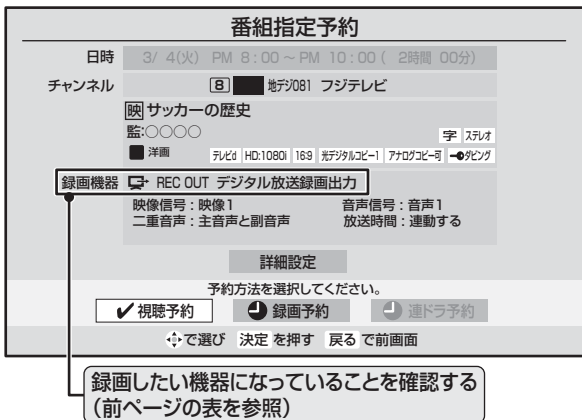 番組指定予約
日時 3/ 4(火) PM 8:00~PM 10:00( 2時間 00分)
チャンネル 8 地デジ081 フジテレビ
映 サッカーの歴史
監:○○○○
字 ステレオ
洋画 テレビd HD:1080i 16:9 光デジタルコピー1 アナログコピー可 ダビング
録画機器 REC OUT デジタル放送録画出力
映像信号:映像1 音声信号:音声1
二重音声:主音声と副音声 放送時間:連動する
詳細設定
予約方法を選択してください。
視聴予約 録画予約 連ドラ予約
で選び 決定 を押す 戻る で前画面
録画したい機器になっていることを確認する
(前ページの表を参照)